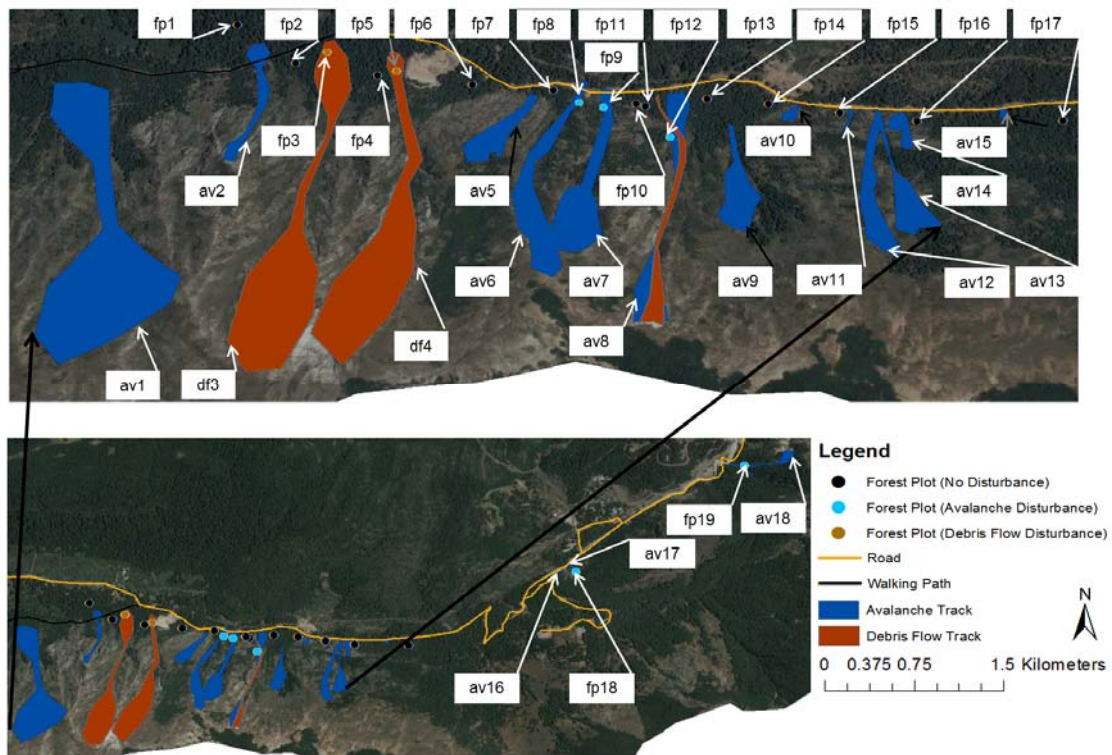 fp1
fp2
fp5
fp6
fp7
fp8
fp11
fp12
fp13
fp14
fp15
fp16
fp17
fp9
fp3
fp4
av10
av15
av2
av5
fp10
av14
av6
av7
av9
av11
av12
av13
av1
df3
df4
av8
Legend
Forest Plot (No Disturbance)
Forest Plot (Avalanche Disturbance)
Forest Plot (Debris Flow Disturbance)
Road
Walking Path
Avalanche Track
Debris Flow Track
N
0 0.375 0.75 1.5 Kilometers
fp19
av18
av17
av16
fp18